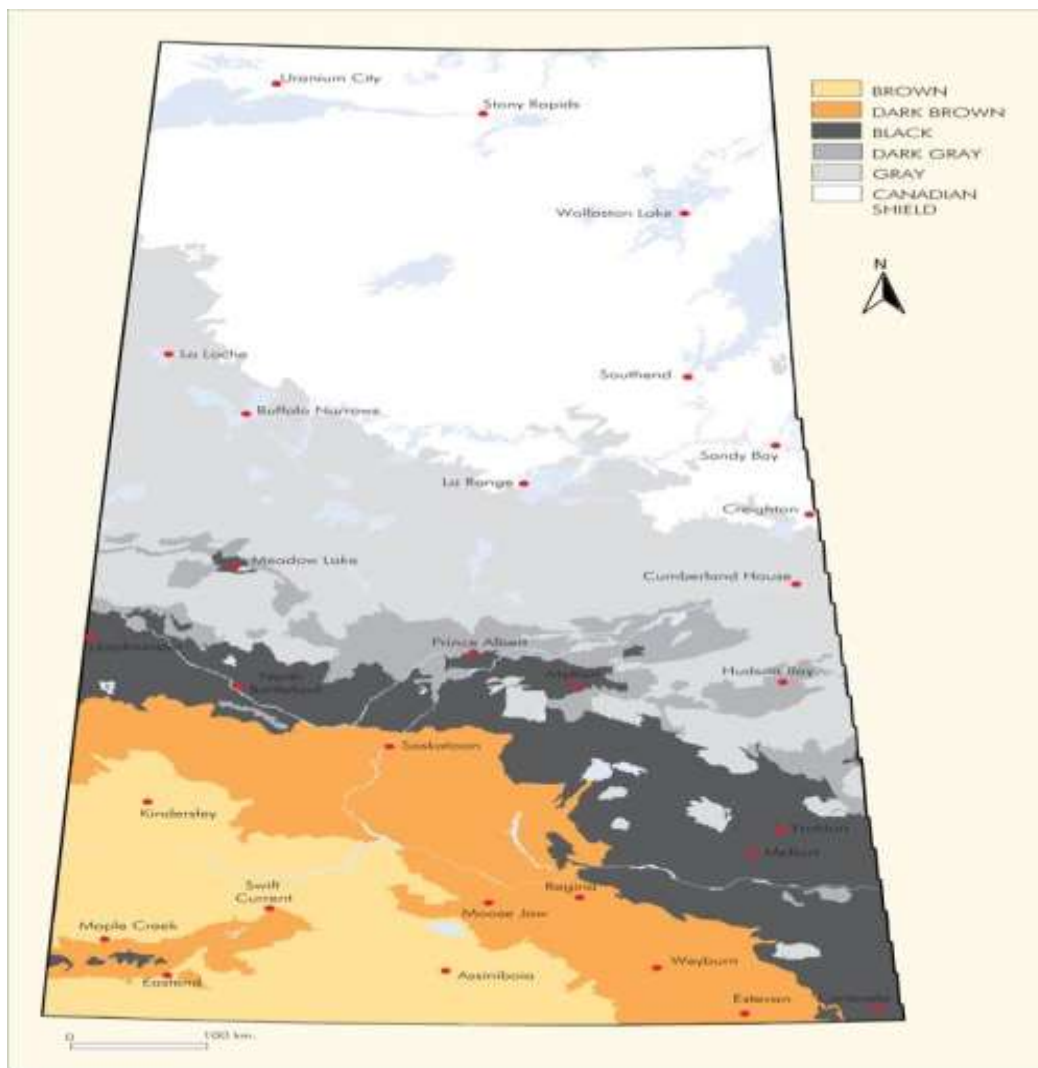 Uranium City
Stony Rapids
BROWN
DARK BROWN
BLACK
DARK GRAY
GRAY
CANADIAN
SHIELD
Wollaston Lake
N
La Loche
Southend
Buffalo Narrows
Sandy Bay
La Ronge
Creighton
Meadow Lake
Cumberland House
Prince Albert
Lloydminster
Hudson Bay
North
Battleford
Melfort
Saskatoon
Kindersley
Yorkton
Melville
Swift
Current
Regina
Moose Jaw
Maple Creek
Weyburn
Assiniboia
Eastend
Estevan
0
100 km.